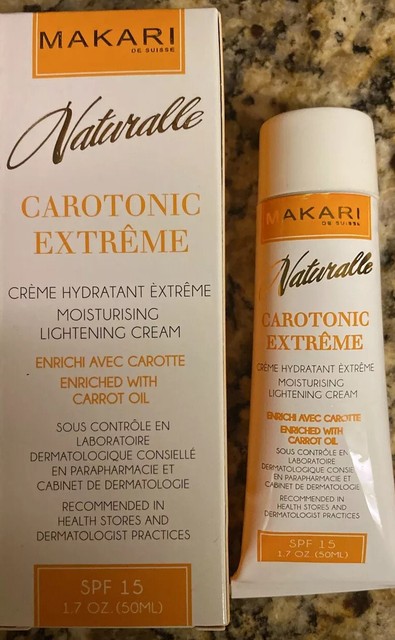 MAKARI
DE SUISSE
Naturalle
CAROTONIC
EXTRÊME
CRÈME HYDRATANT ÈXTRÊME
MOISTURISING
LIGHTENING CREAM
ENRICHI AVEC CAROTTE
ENRICHED WITH
CARROT OIL
SOUS CONTRÔLE EN
LABORATOIRE
DERMATOLOGIQUE CONSIELLÉ
EN PARAPHARMACIE ET
CABINET DE DERMATOLOGIE
RECOMMENDED IN
HEALTH STORES AND
DERMATOLOGIST PRACTICES
SPF 15
1.7 OZ. (50ML)
MAKARI
DE SUISSE
Naturalle
CAROTONIC
EXTRÊME
CRÈME HYDRATANT ÈXTRÊME
MOISTURISING
LIGHTENING CREAM
ENRICHI AVEC CAROTTE
ENRICHED WITH
CARROT OIL
SOUS CONTRÔLE EN
LABORATOIRE
DERMATOLOGIQUE CONSIE
EN PARAPHARMACIE ET
CABINET DE DERMATOLOGIE
RECOMMENDED IN
HEALTH STORES AND
DERMATOLOGIST PRACTICES
SPF 15
1.7 OZ. (50ML)